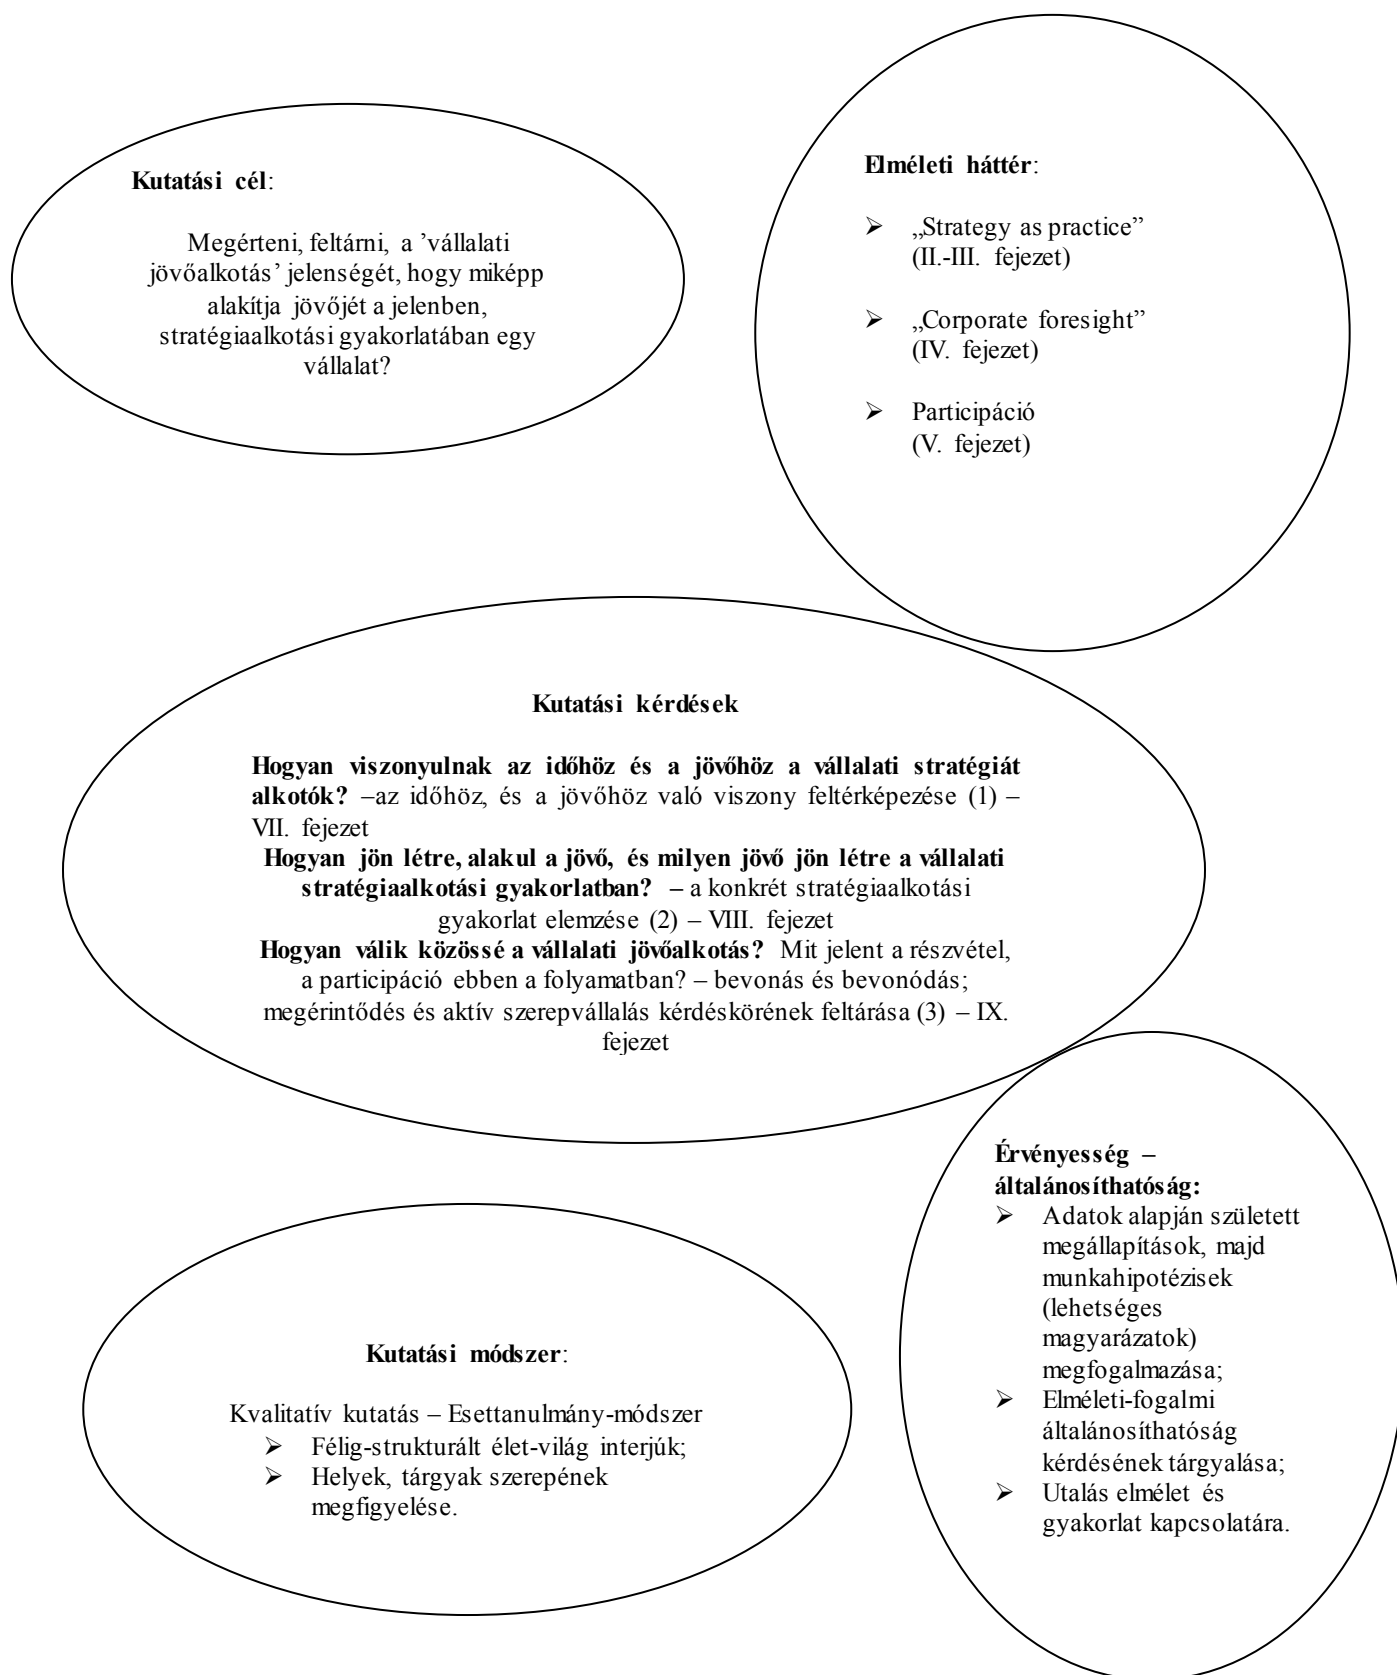 Kutatási cél:
Megérteni, feltárni, a ’vállalati
jövőalkotás’ jelenségét, hogy miképp
alakítja jövőjét a jelenben,
stratégiaalkotási gyakorlatában egy
vállalat?
Elméleti háttér:
➢ „Strategy as practice”
(II.-III. fejezet)
➢ „Corporate foresight”
(IV. fejezet)
➢ Participáció
(V. fejezet)
Kutatási kérdések
Hogyan viszonyulnak az időhöz és a jövőhöz a vállalati stratégiát
alkotók? –az időhöz, és a jövőhöz való viszony feltérképezése (1) –
VII. fejezet
Hogyan jön létre, alakul a jövő, és milyen jövő jön létre a vállalati
stratégiaalkotási gyakorlatban? – a konkrét stratégiaalkotási
gyakorlat elemzése (2) – VIII. fejezet
Hogyan válik közössé a vállalati jövőalkotás? Mit jelent a részvétel,
a participáció ebben a folyamatban? – bevonás és bevonódás;
megérintődés és aktív szerepvállalás kérdéskörének feltárása (3) – IX.
fejezet
Kutatási módszer:
Kvalitatív kutatás – Esettanulmány-módszer
➢ Félig-strukturált élet-világ interjúk;
➢ Helyek, tárgyak szerepének
megfigyelése.
Érvényesség –
általánosíthatóság:
➢ Adatok alapján született
megállapítások, majd
munkahipotézisek
(lehetséges
magyarázatok)
megfogalmazása;
➢ Elméleti-fogalmi
általánosíthatóság
kérdésének tárgyalása;
➢ Utalás elmélet és
gyakorlat kapcsolatára.